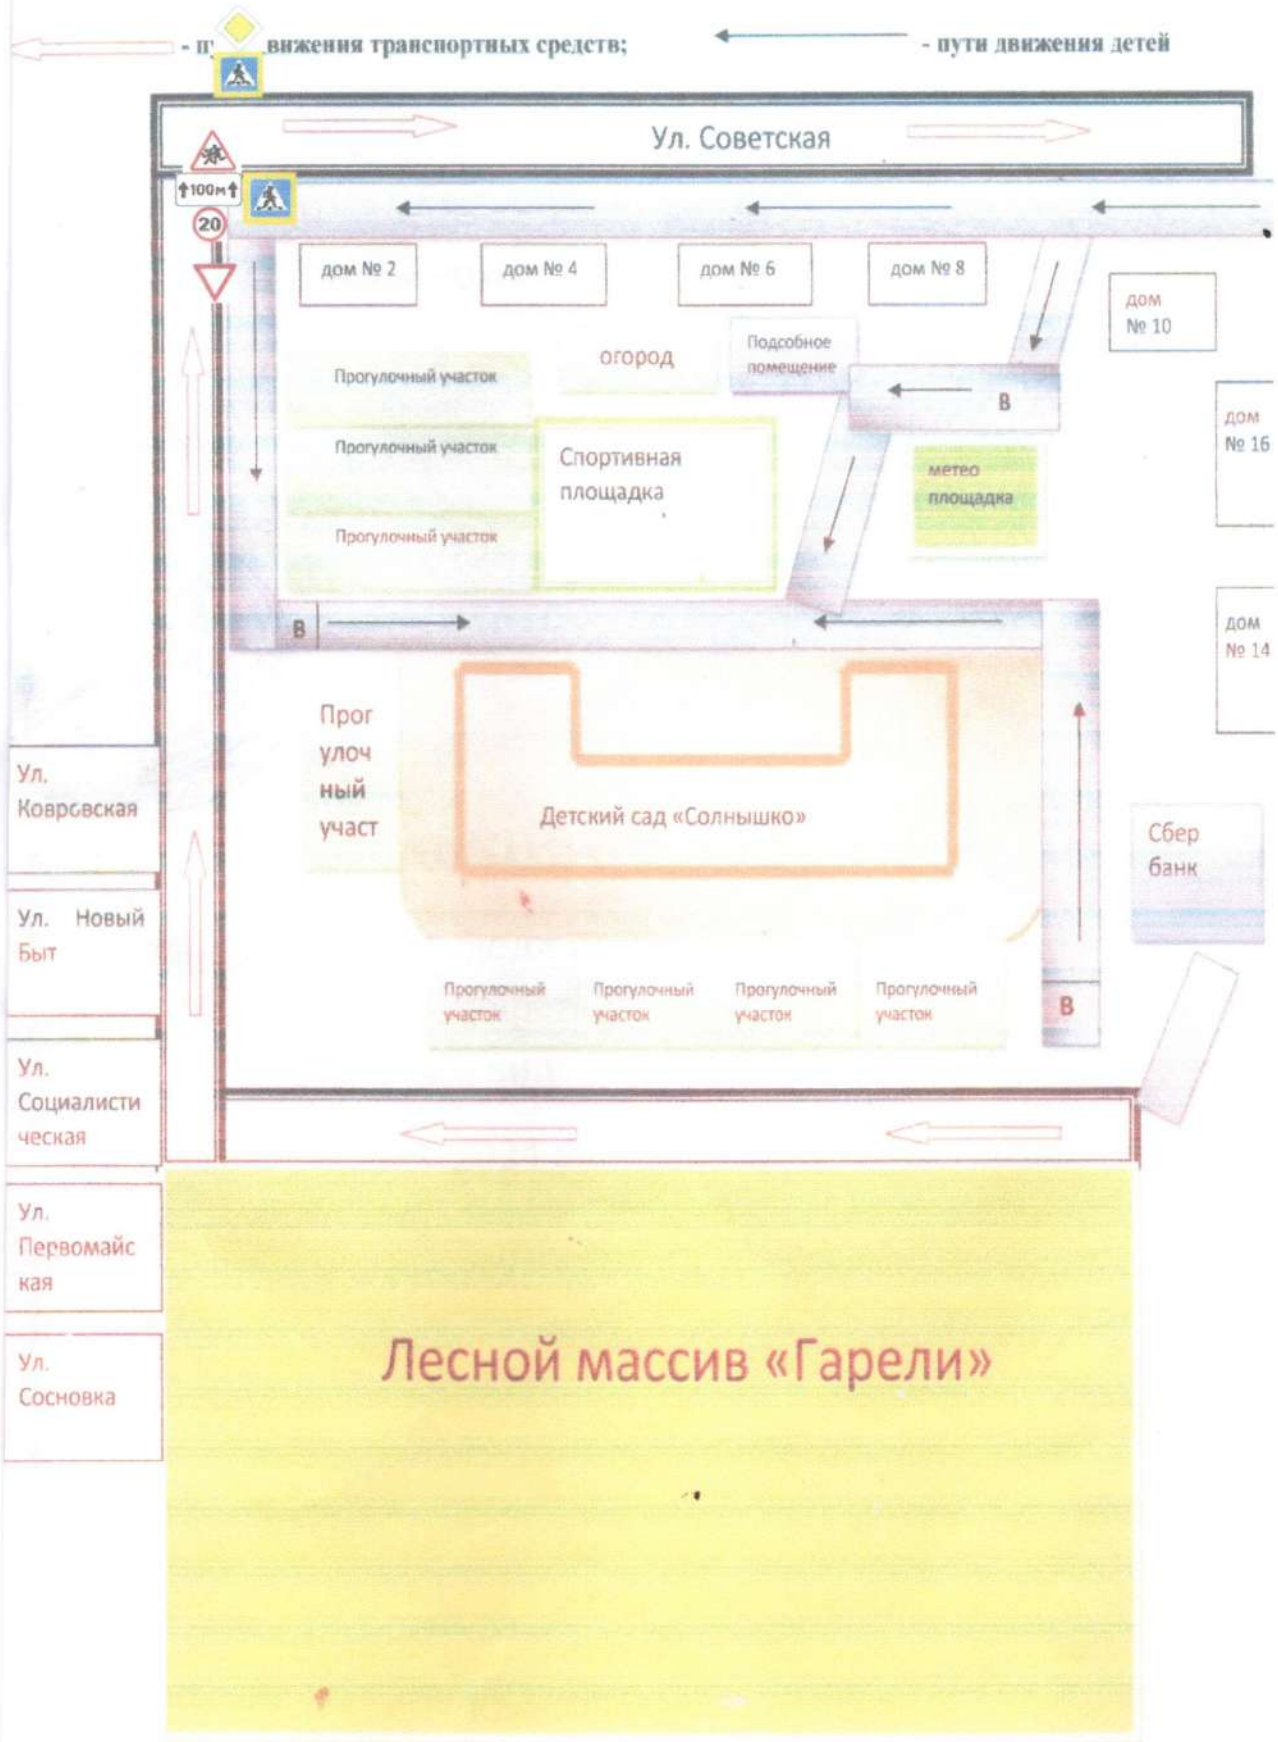 - п вижения транспортных средств;
- пути движения детей
Ул. Советская
↑100м↑
20
дом № 2
дом № 4
дом № 6
дом № 8
дом
№ 10
огород
Подсобное
помещение
Прогулочный участок
В
дом
№ 16
Прогулочный участок
Спортивная
площадка
метео
площадка
Прогулочный участок
В
дом
№ 14
Прог
улоч
ный
участ
Ул.
Ковровская
Детский сад «Солнышко»
Сбер
банк
Ул. Новый
Быт
Прогулочный
участок
Прогулочный
участок
Прогулочный
участок
Прогулочный
участок
В
Ул.
Социалисти
ческая
Ул.
Первомайс
кая
Лесной массив «Гарели»
Ул.
Сосновка